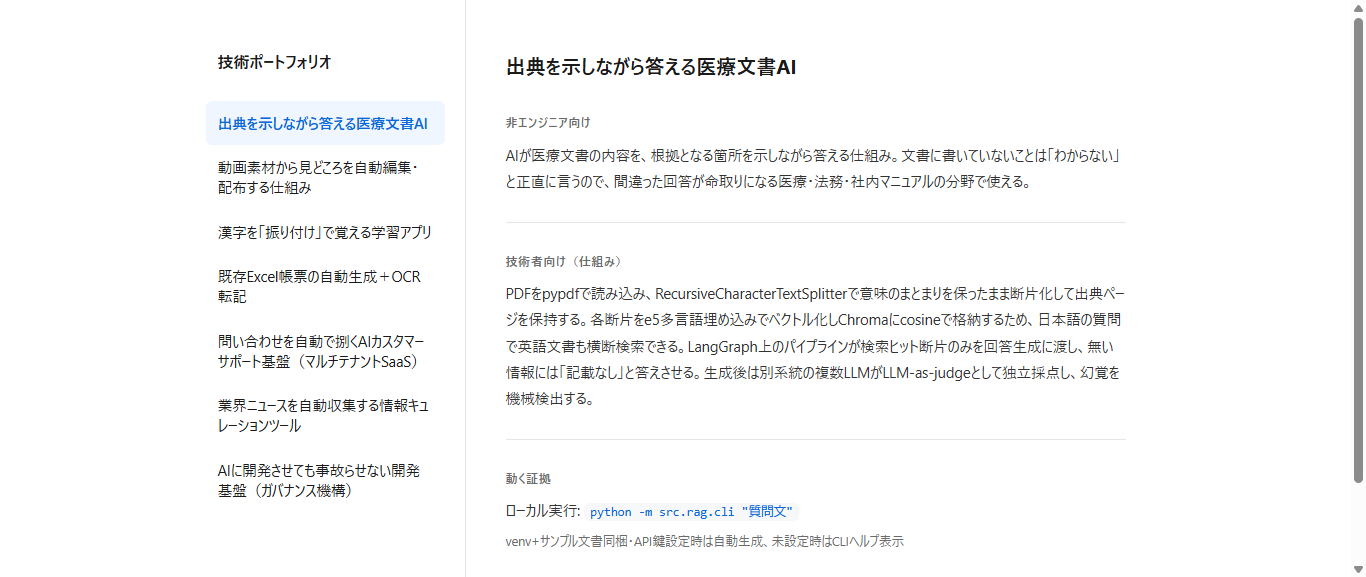 技術ポートフォリオ
出典を示しながら答える医療文書AI
動画素材から見どころを自動編集・
配布する仕組み
漢字を「振り付け」で覚える学習アプリ
既存Excel帳票の自動生成＋OCR
転記
問い合わせを自動で捌くAIカスタマー
サポート基盤（マルチテナントSaaS）
業界ニュースを自動収集する情報キュ
レーションツール
AIに開発させても事故らせない開発
基盤（ガバナンス機構）
出典を示しながら答える医療文書AI
非エンジニア向け
AIが医療文書の内容を、根拠となる箇所を示しながら答える仕組み。文書に書いていないことは「わからない」
と正直に言うので、間違った回答が命取りになる医療・法務・社内マニュアルの分野で使える。
技術者向け（仕組み）
PDFをpypdfで読み込み、RecursiveCharacterTextSplitterで意味のまとまりを保ったまま断片化して出典ペー
ジを保持する。各断片をe5多言語埋め込みでベクトル化しChromaにcosineで格納するため、日本語の質問
で英語文書も横断検索できる。LangGraph上のパイプラインが検索ヒット断片のみを回答生成に渡し、無い
情報には「記載なし」と答えさせる。生成後は別系統の複数LLMがLLM-as-judgeとして独立採点し、幻覚を
機械検出する。
動く証拠
ローカル実行: python -m src.rag.cli "質問文"
venv+サンプル文書同梱・API鍵設定時は自動生成、未設定時はCLIヘルプ表示